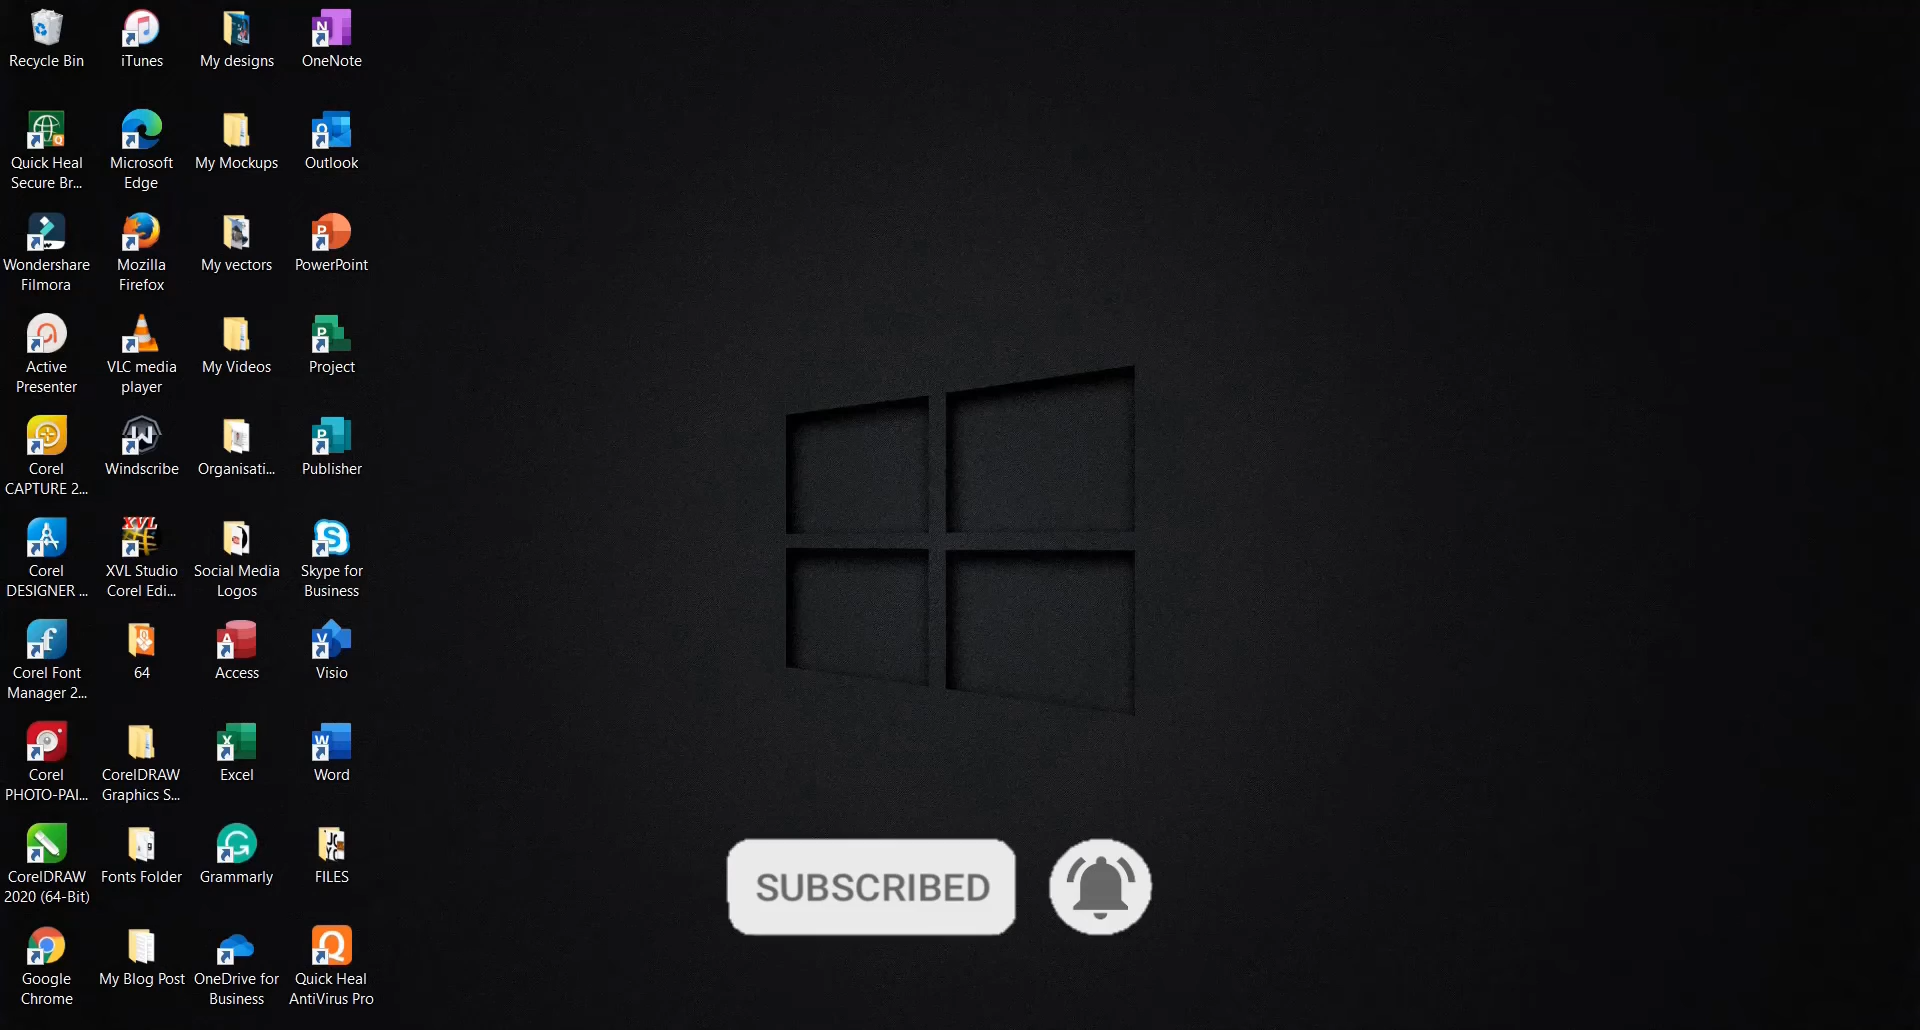 Recycle Bin
iTunes
My designs
OneNote
Quick Heal
Secure Br...
Microsoft
Edge
My Mockups
Outlook
Wondershare
Filmora
Mozilla
Firefox
My vectors
PowerPoint
Active
Presenter
VLC media
player
My Videos
Project
Corel
CAPTURE 2...
Windscribe
Organisati...
Publisher
Corel
DESIGNER ...
XVL Studio
Corel Edi...
Social Media
Logos
Skype for
Business
Corel Font
Manager 2...
64
Access
Visio
Corel
PHOTO-PAI...
CorelDRAW
Graphics S...
Excel
Word
CorelDRAW
2020 (64-Bit)
Fonts Folder
Grammarly
FILES
Google
Chrome
My Blog Post
OneDrive for
Business
Quick Heal
AntiVirus Pro
SUBSCRIBED